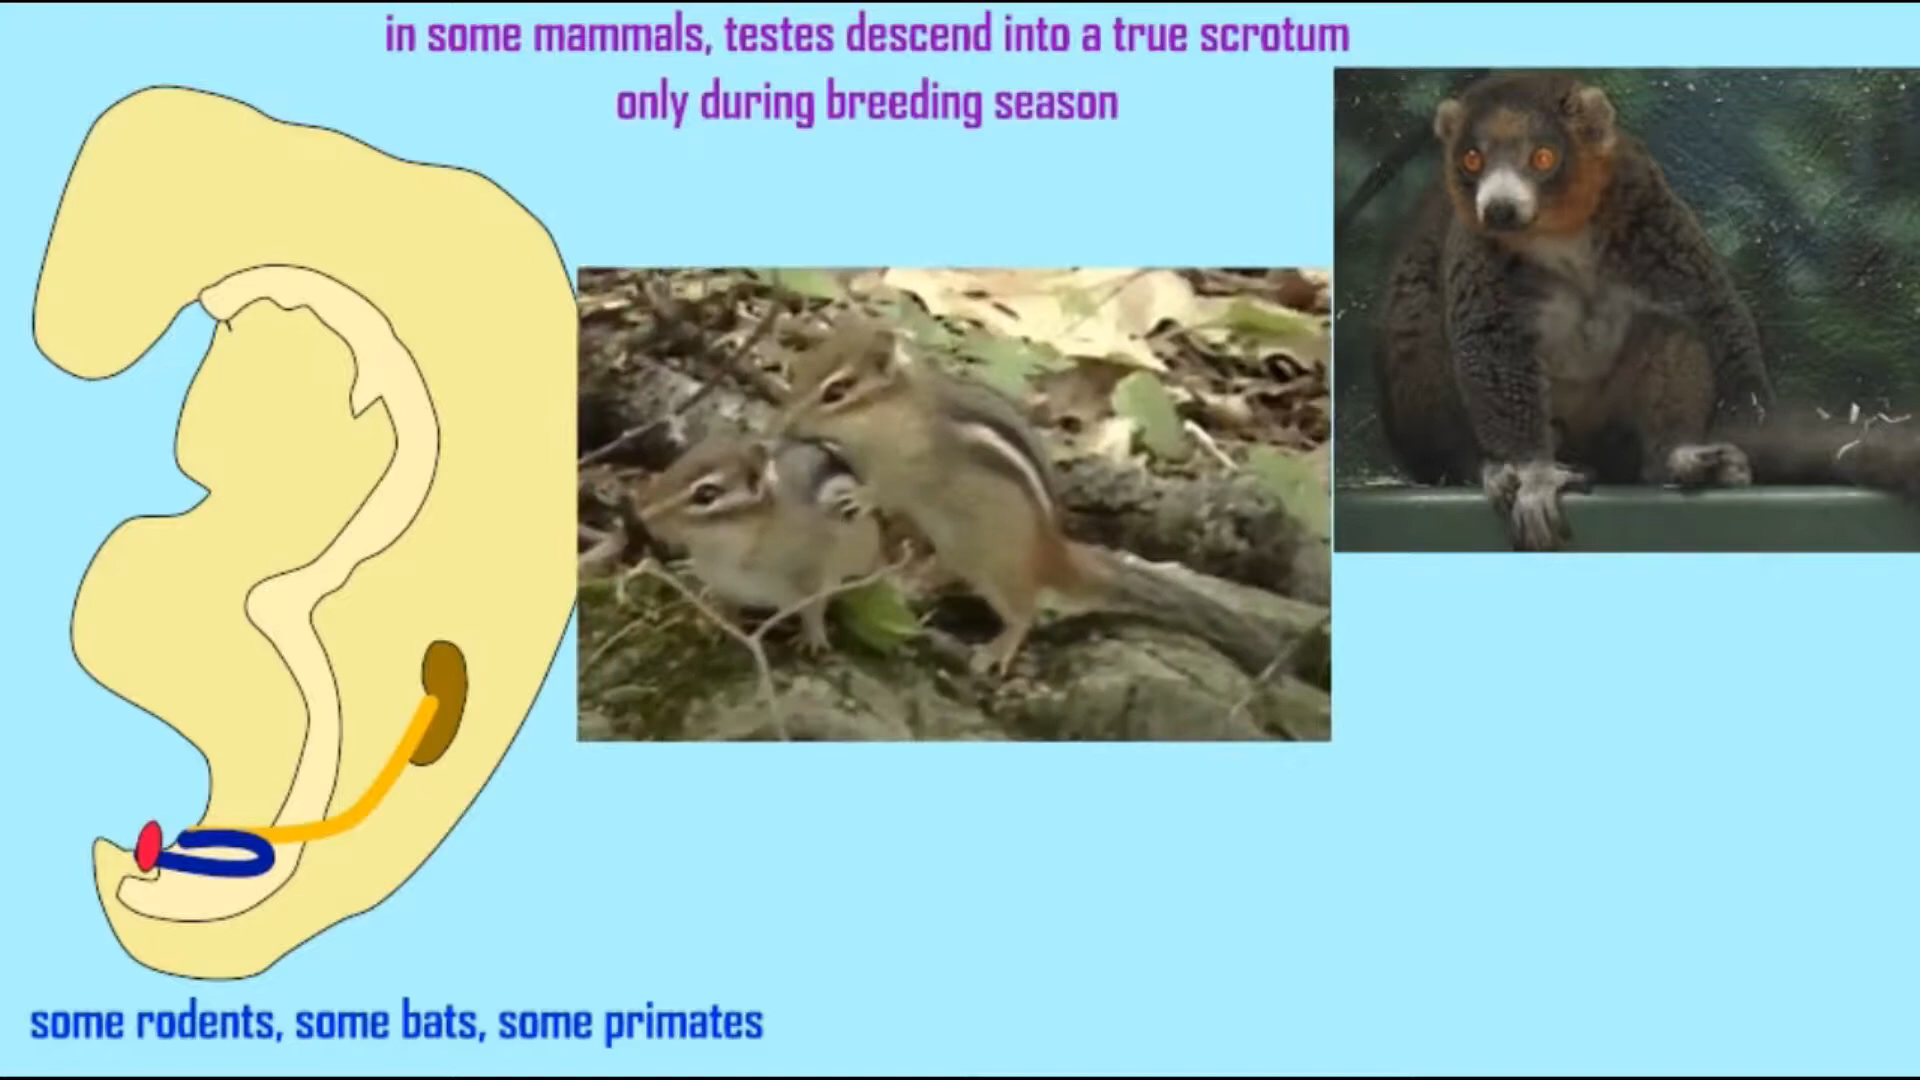 in some mammals, testes descend into a true scrotum
only during breeding season
some rodents, some bats, some primates